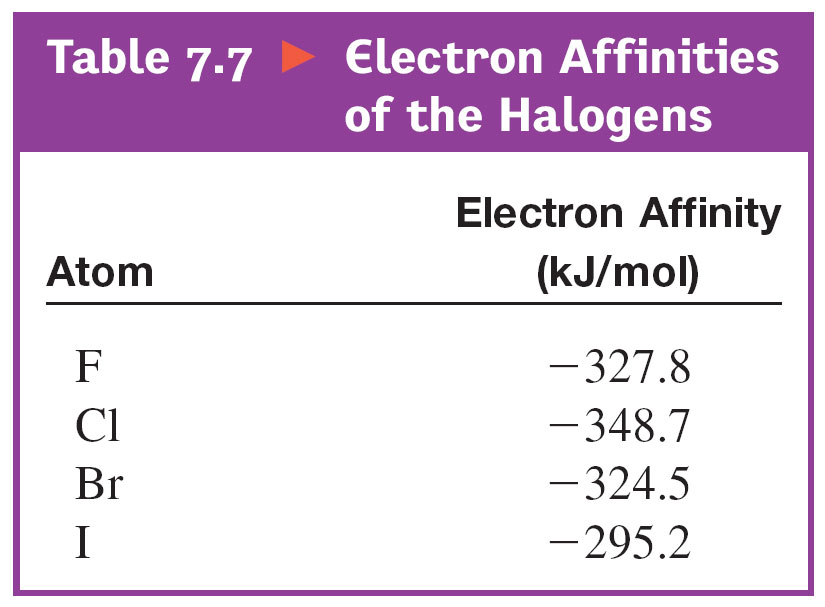 Table 7.7 ▶ Electron Affinities
of the Halogens
Electron Affinity
Atom (kJ/mol)
F −327.8
Cl −348.7
Br −324.5
I −295.2